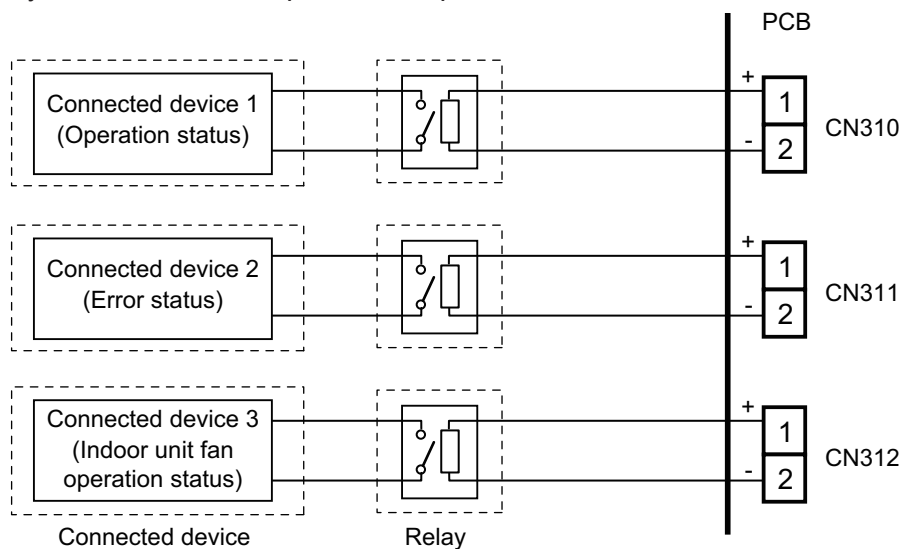 PCB
Connected device 1
(Operation status)
+
1
-
2
CN310
Connected device 2
(Error status)
+
1
-
2
CN311
Connected device 3
(Indoor unit fan
operation status)
+
1
-
2
CN312
Connected device
Relay